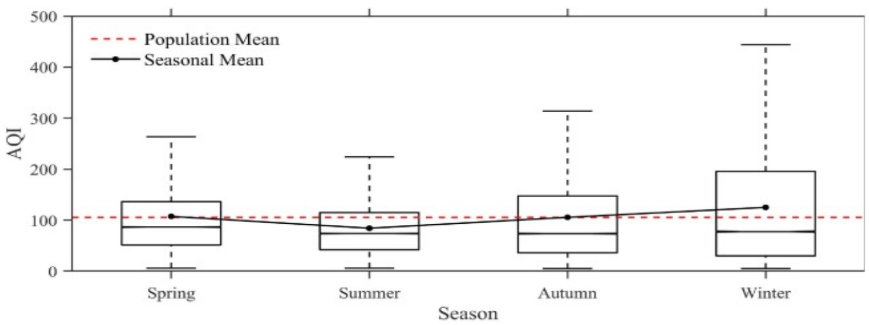 500
400
300
200
100
0
AQI
Population Mean
Seasonal Mean
Spring
Summer
Autumn
Winter
Season